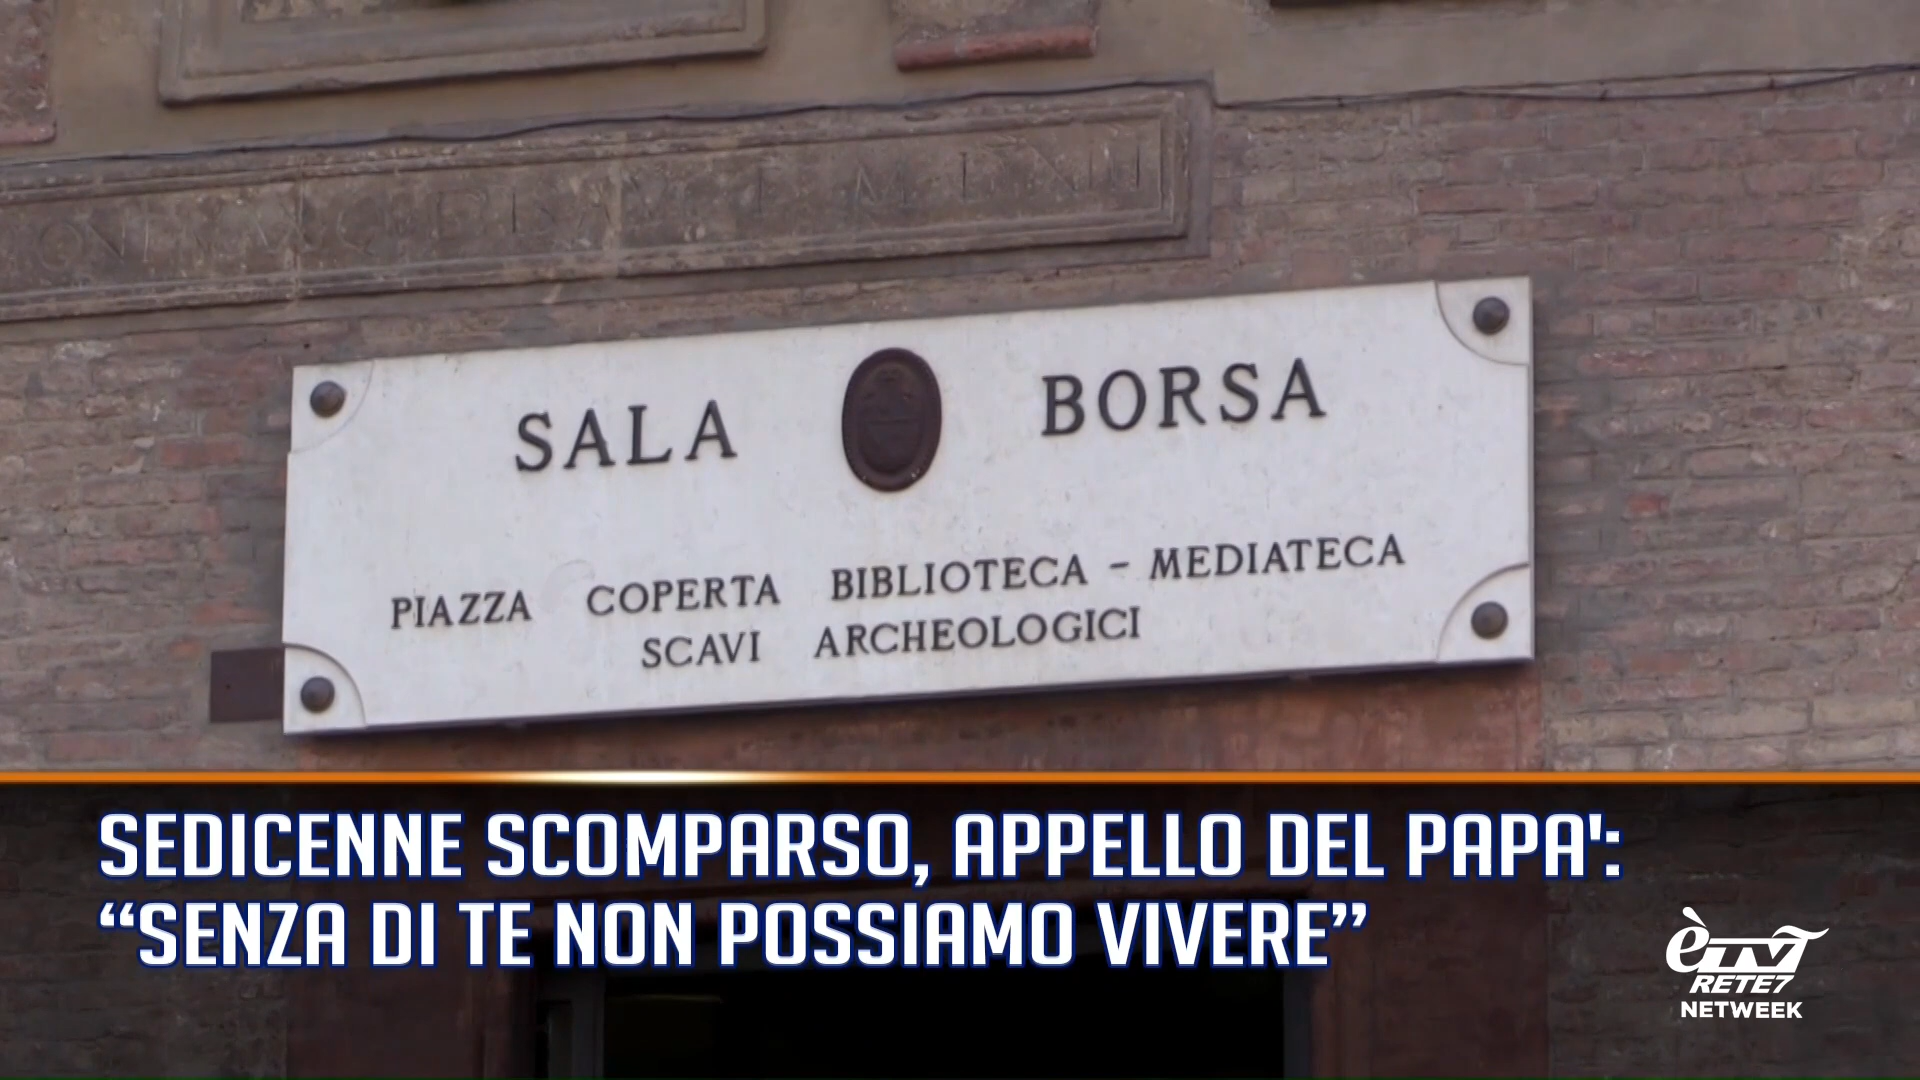 SALA BORSA
PIAZZA COPERTA BIBLIOTECA - MEDIATECA
SCAVI ARCHEOLOGICI
SEDICENNE SCOMPARSO, APPELLO DEL PAPA':
“SENZA DI TE NON POSSIAMO VIVERE”
èTV
RETE7
NETWEEK